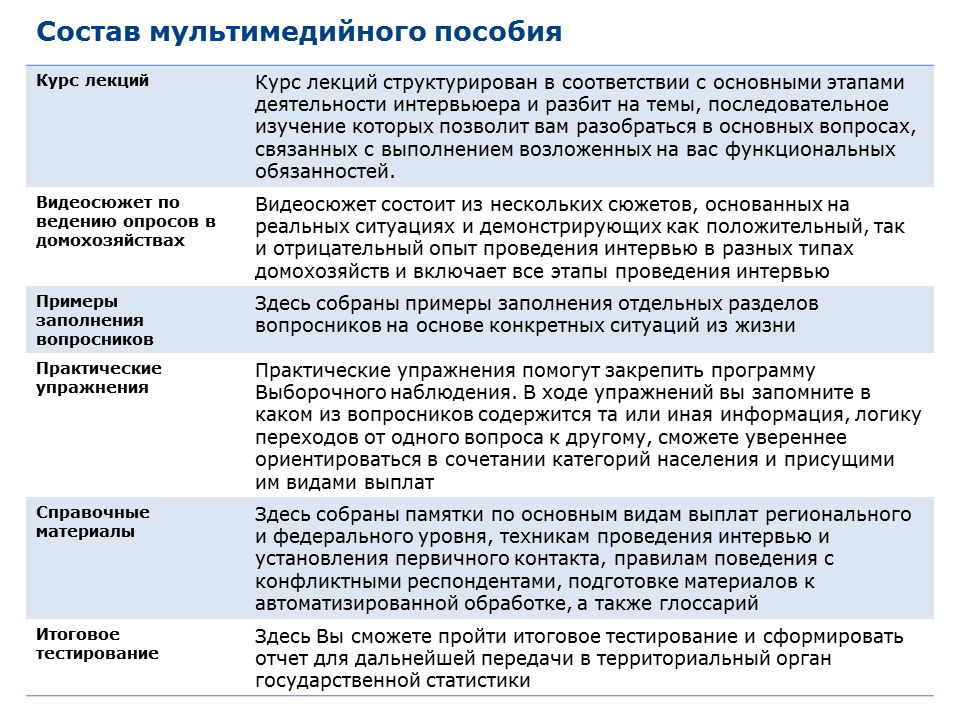 Состав мультимедийного пособия
Курс лекций
Курс лекций структурирован в соответствии с основными этапами
деятельности интервьюера и разбит на темы, последовательное
изучение которых позволит вам разобраться в основных вопросах,
связанных с выполнением возложенных на вас функциональных
обязанностей.
Видеосюжет по
ведению опросов в
домохозяйствах
Видеосюжет состоит из нескольких сюжетов, основанных на
реальных ситуациях и демонстрирующих как положительный, так
и отрицательный опыт проведения интервью в разных типах
домохозяйств и включает все этапы проведения интервью
Примеры
заполнения
вопросников
Здесь собраны примеры заполнения отдельных разделов
вопросников на основе конкретных ситуаций из жизни
Практические
упражнения
Практические упражнения помогут закрепить программу
Выборочного наблюдения. В ходе упражнений вы запомните в
каком из вопросников содержится та или иная информация, логику
переходов от одного вопроса к другому, сможете увереннее
ориентироваться в сочетании категорий населения и присущими
им видами выплат
Справочные
материалы
Здесь собраны памятки по основным видам выплат регионального
и федерального уровня, техникам проведения интервью и
установления первичного контакта, правилам поведения с
конфликтными респондентами, подготовке материалов к
автоматизированной обработке, а также глоссарий
Итоговое
тестирование
Здесь Вы сможете пройти итоговое тестирование и сформировать
отчет для дальнейшей передачи в территориальный орган
государственной статистики